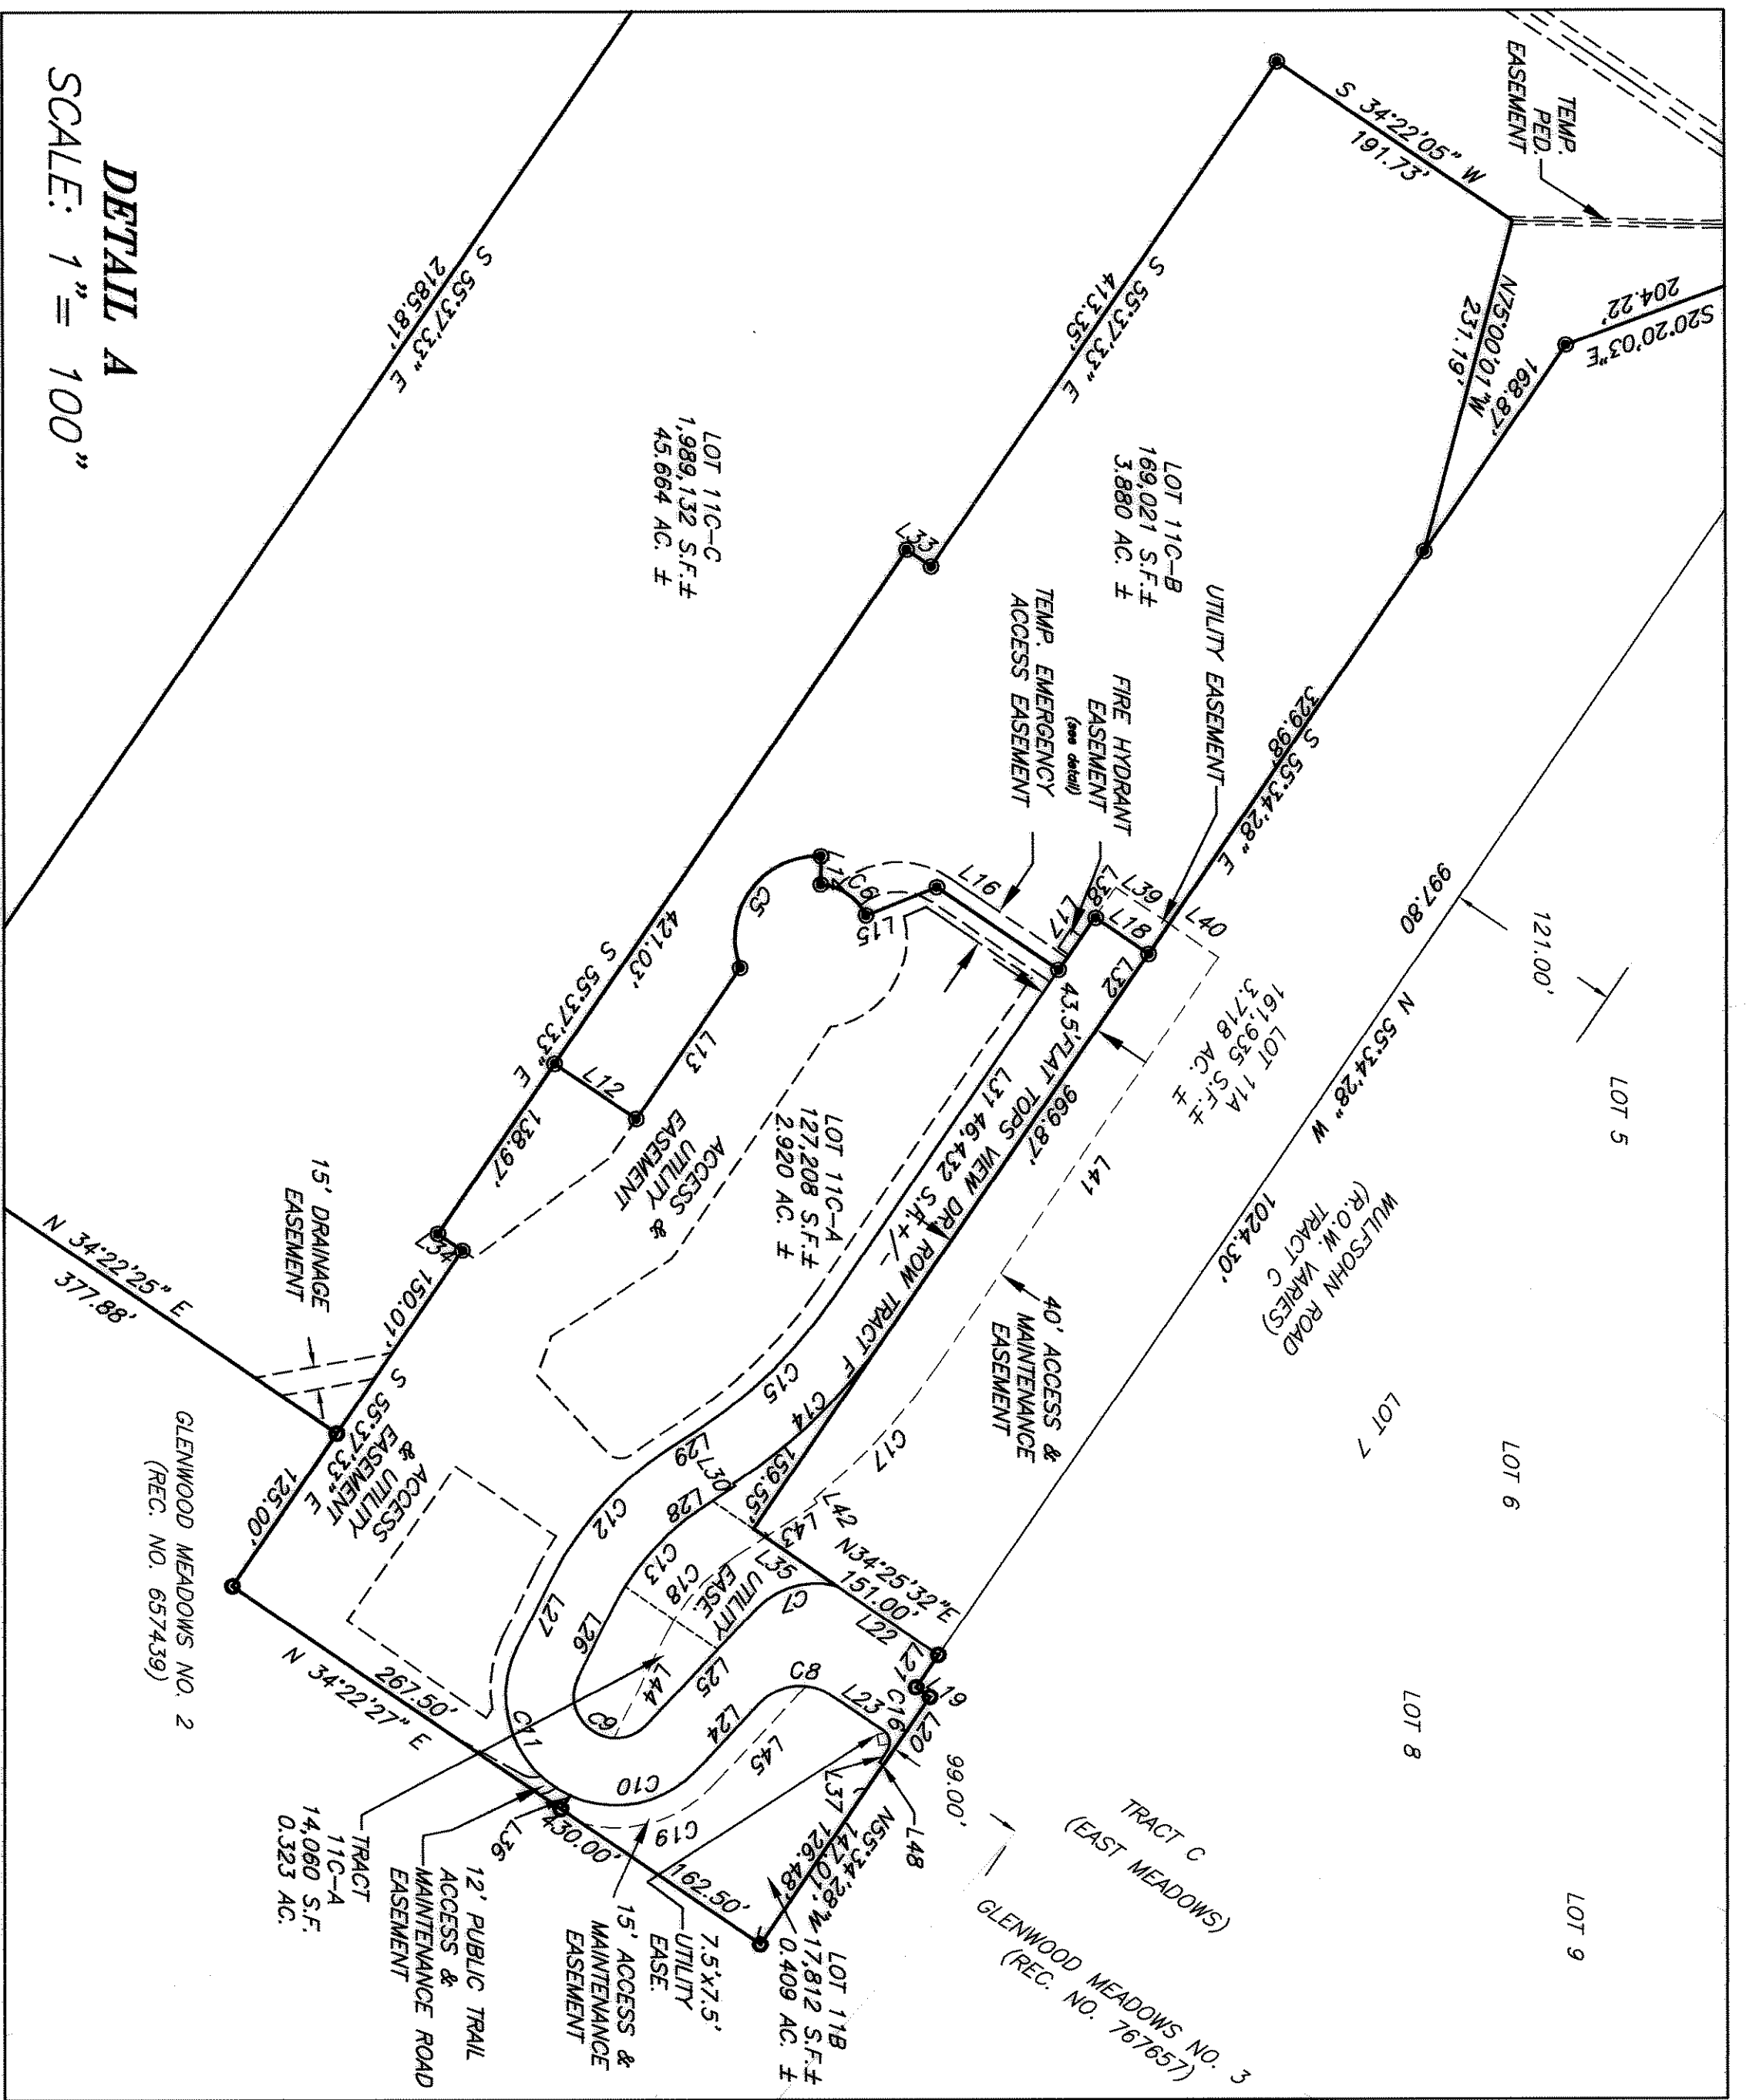 TEMP.
PED.
EASEMENT
S 34°22'05" W
191.73'
204.22'
S20°20'03"E
N75°00'01"W
231.19'
168.87'
S 55°37'33" E
413.35'
S 55°37'33" E
2185.81'
LOT 11C-C
1,989,132 S.F.±
45.664 AC. ±
LOT 11C-B
169,021 S.F.±
3.880 AC. ±
UTILITY EASEMENT
FIRE HYDRANT
EASEMENT
(see detail)
TEMP. EMERGENCY
ACCESS EASEMENT
329.98'
S 55°34'28" E
997.80
121.00'
N 55°34'28" W
1024.30'
LOT 5
LOT 6
LOT 7
LOT 8
LOT 9
WULFSOHN ROAD
(R.O.W. VARIES)
TRACT C
LOT 11A
161,935 S.F.±
3.718 AC. ±
L33
L14
C5
C6
L15
L16
L17
L38
L39
L40
L18
L32
L13
L12
421.03'
S 55°37'33" E
138.97'
L34
150.01'
S 55°37'33" E
125.00'
43.5' FLAT TOPS VIEW DR. ROW TRACT F
969.87'
L31 46,432 S.F.+/-
L41
LOT 11C-A
127,208 S.F.±
2.920 AC. ±
ACCESS &
UTILITY
EASEMENT
40' ACCESS &
MAINTENANCE
EASEMENT
15' DRAINAGE
EASEMENT
N 34°22'25" E
377.88'
GLENWOOD MEADOWS NO. 2
(REC. NO. 657439)
ACCESS
& UTILITY
EASEMENT
C15
C14
C17
159.55'
L29
L30
L28
L42
L43
L35
N34°25'32"E
151.00'
L22
C12
C13
C18
UTILITY
EASE.
C7
L27
L26
L44
L25
C9
C8
L24
L45
L23
L21
C16
L19
L20
L37
L48
99.00'
C11
C10
C19
L36
267.50'
N 34°22'27" E
430.00'
162.50'
126.48'
147.01'
N55°34'28"W
TRACT C
(EAST MEADOWS)
GLENWOOD MEADOWS NO. 3
(REC. NO. 767657)
LOT 11B
17,812 S.F.±
0.409 AC. ±
7.5'x7.5'
UTILITY
EASE.
15' ACCESS &
MAINTENANCE
EASEMENT
12' PUBLIC TRAIL
ACCESS &
MAINTENANCE ROAD
EASEMENT
TRACT
11C-A
14,060 S.F.
0.323 AC.
DETAIL A
SCALE: 1"= 100"